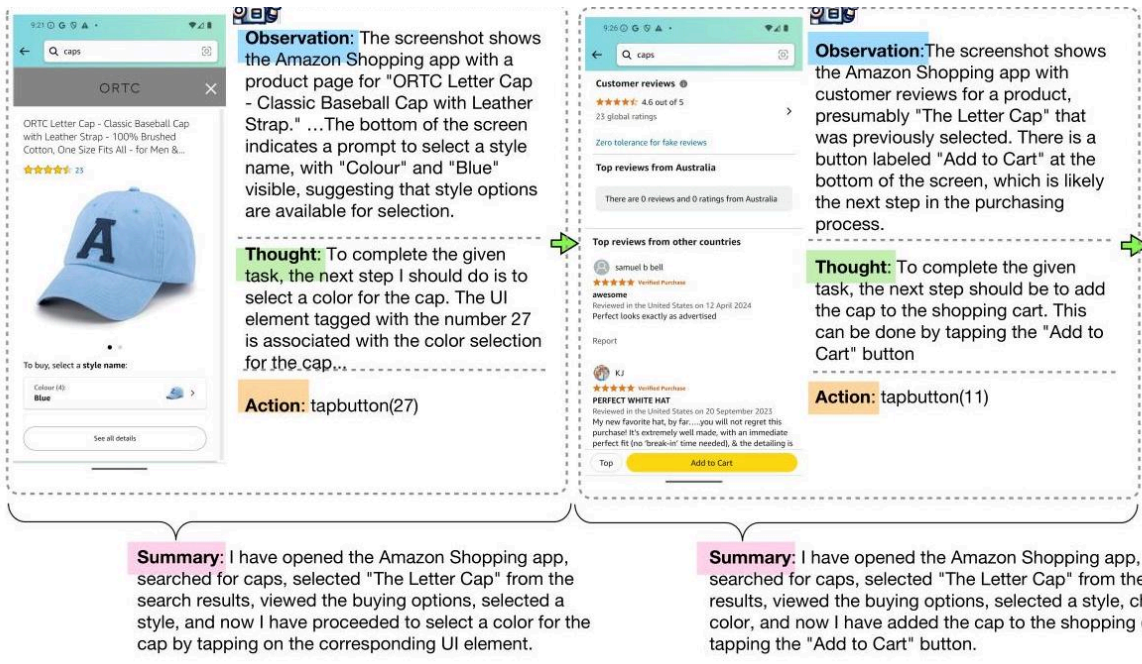 9:21
caps
ORTC
ORTC Letter Cap - Classic Baseball Cap
with Leather Strap - 100% Brushed
Cotton, One Size Fits All - for Men &...
23
To buy, select a style name:
Colour (4)
Blue
See all details
Observation: The screenshot shows
the Amazon Shopping app with a
product page for "ORTC Letter Cap
- Classic Baseball Cap with Leather
Strap." ...The bottom of the screen
indicates a prompt to select a style
name, with "Colour" and "Blue"
visible, suggesting that style options
are available for selection.
Thought: To complete the given
task, the next step I should do is to
select a color for the cap. The UI
element tagged with the number 27
is associated with the color selection
for the cap...
Action: tapbutton(27)
Summary: I have opened the Amazon Shopping app,
searched for caps, selected "The Letter Cap" from the
search results, viewed the buying options, selected a
style, and now I have proceeded to select a color for the
cap by tapping on the corresponding UI element.
9:26
caps
Customer reviews
4.6 out of 5
23 global ratings
Zero tolerance for fake reviews
Top reviews from Australia
There are 0 reviews and 0 ratings from Australia
Top reviews from other countries
samuel b bell
Verified Purchase
awesome
Reviewed in the United States on 12 April 2024
Perfect looks exactly as advertised
Report
KJ
Verified Purchase
PERFECT WHITE HAT
Reviewed in the United States on 20 September 2023
My new favorite hat, by far.....you will not regret this
purchase! It's extremely well made, with an immediate
perfect fit (no 'break-in' time needed), & the detailing is
Top
Add to Cart
Observation:The screenshot shows
the Amazon Shopping app with
customer reviews for a product,
presumably "The Letter Cap" that
was previously selected. There is a
button labeled "Add to Cart" at the
bottom of the screen, which is likely
the next step in the purchasing
process.
Thought: To complete the given
task, the next step should be to add
the cap to the shopping cart. This
can be done by tapping the "Add to
Cart" button
Action: tapbutton(11)
Summary: I have opened the Amazon Shopping app,
searched for caps, selected "The Letter Cap" from the
results, viewed the buying options, selected a style,
color, and now I have added the cap to the shopping
tapping the "Add to Cart" button.